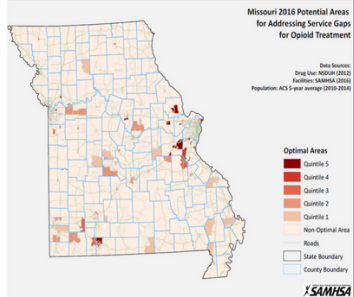 Missouri 2016 Potential Areas
for Addressing Service Gaps
for Opioid Treatment
Data Sources:
Drug Use: NSDUH (2012)
Facilities: SAMHSA (2016)
Population: ACS 5-year average (2010-2014)
Optimal Areas
Quintile 5
Quintile 4
Quintile 3
Quintile 2
Quintile 1
Non-Optimal Area
Roads
State Boundary
County Boundary
SAMHSA